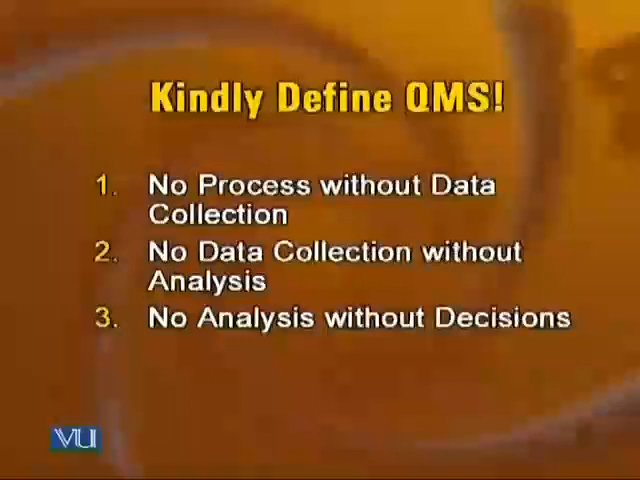 Kindly Define QMS!
1. No Process without Data
Collection
2. No Data Collection without
Analysis
3. No Analysis without Decisions
VU